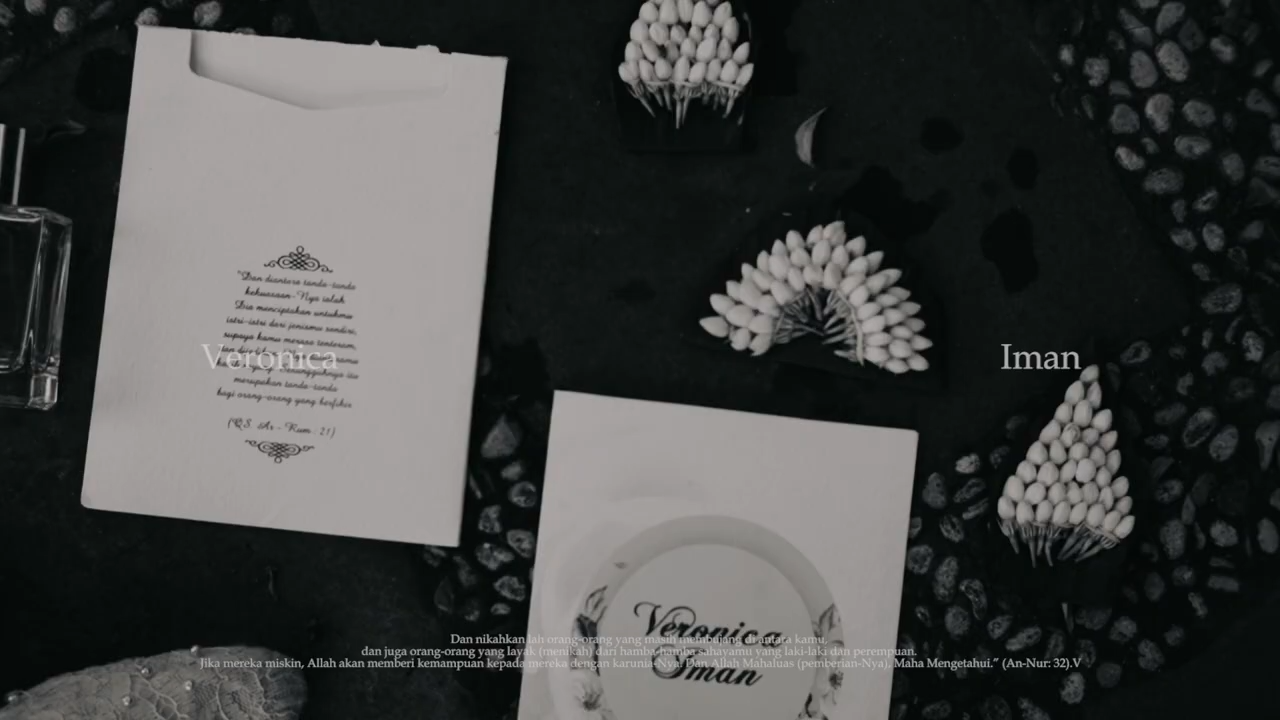 "Dan diantara tanda-tanda
kekuasaan-Nya ialah
Dia menciptakan untukmu
istri-istri dari jenismu sendiri,
supaya kamu merasa tenteram,
Veronica
Iman
merupakan tanda-tanda
bagi orang-orang yang berfikir
(Q.S. Ar - Rum : 21)
Veronica
Iman
Dan nikahkan lah orang-orang yang masih membujang di antara kamu,
dan juga orang-orang yang layak (menikah) dari hamba-hamba sahayamu yang laki-laki dan perempuan.
Jika mereka miskin, Allah akan memberi kemampuan kepada mereka dengan karunia-Nya. Dan Allah Mahaluas (pemberian-Nya), Maha Mengetahui.” (An-Nur: 32).V